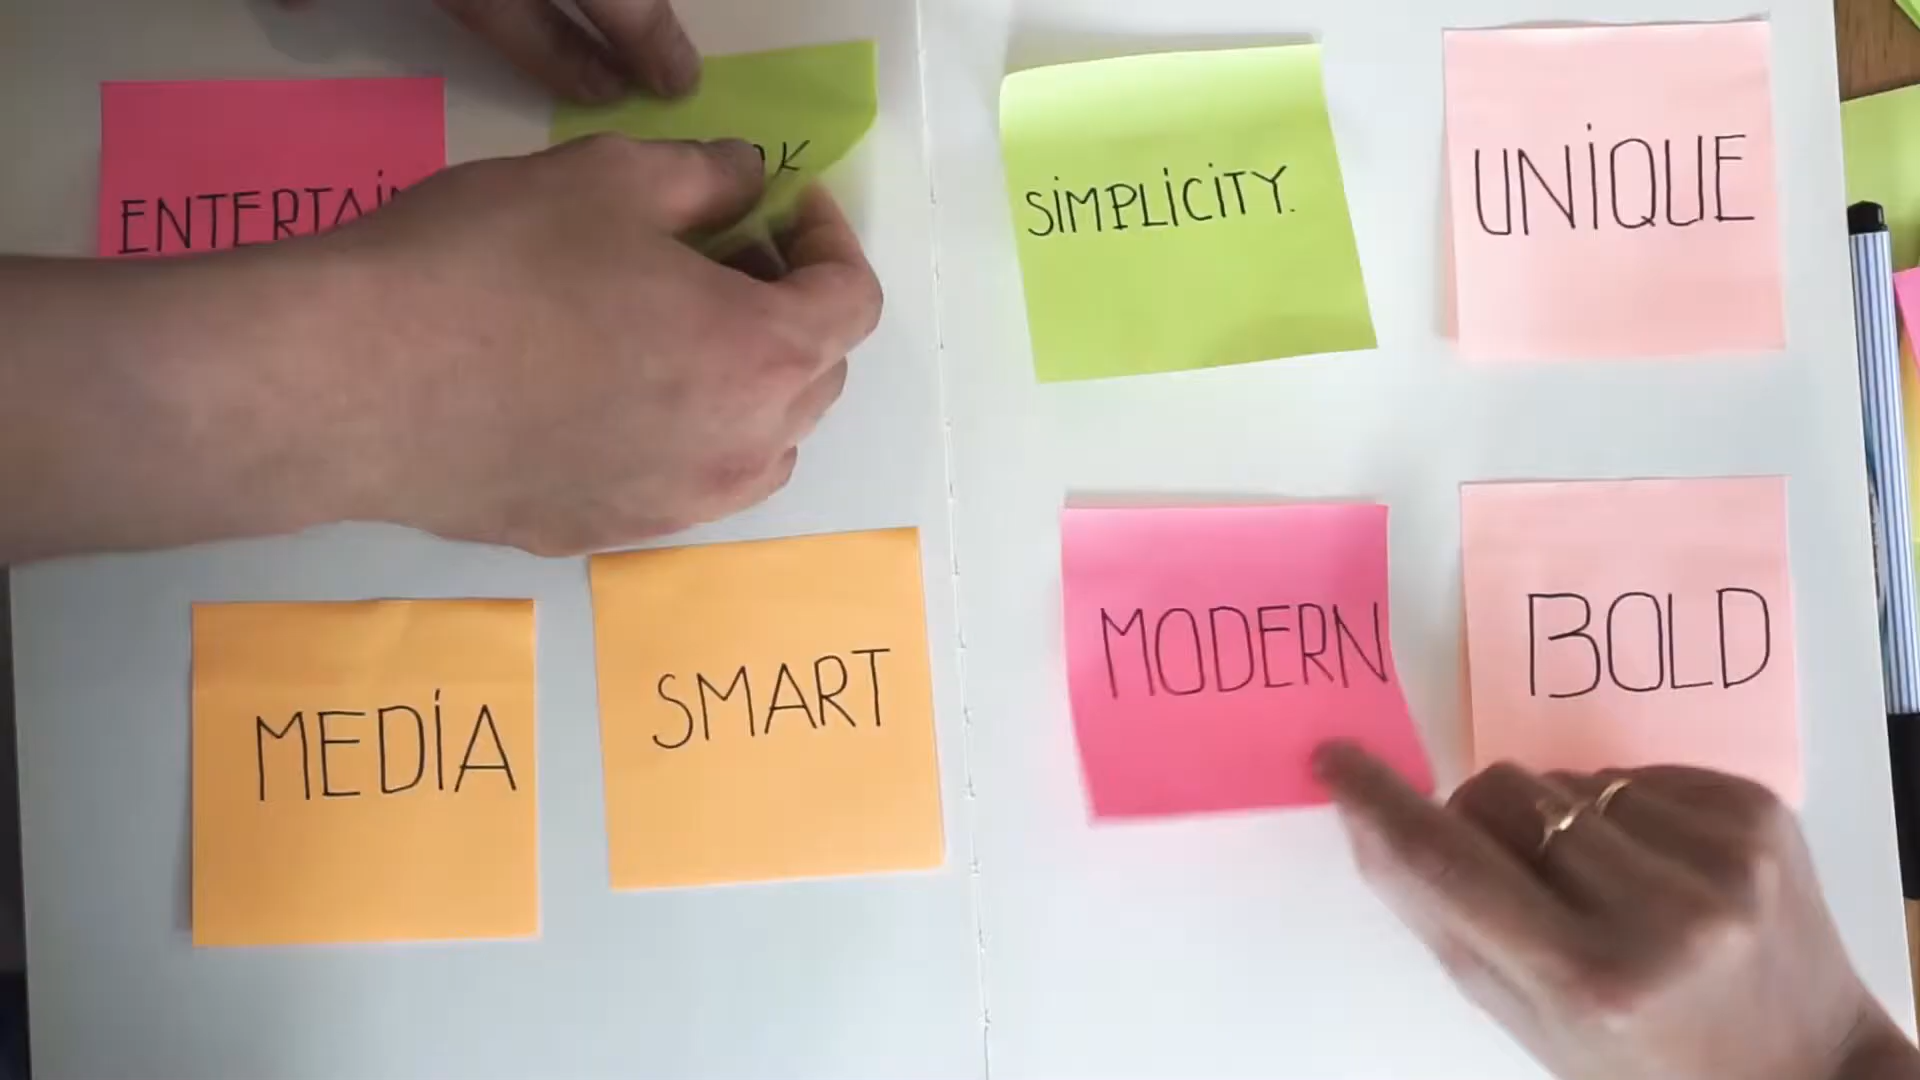 SIMPLICITY.
UNIQUE
MEDIA
SMART
MODERN
BOLD